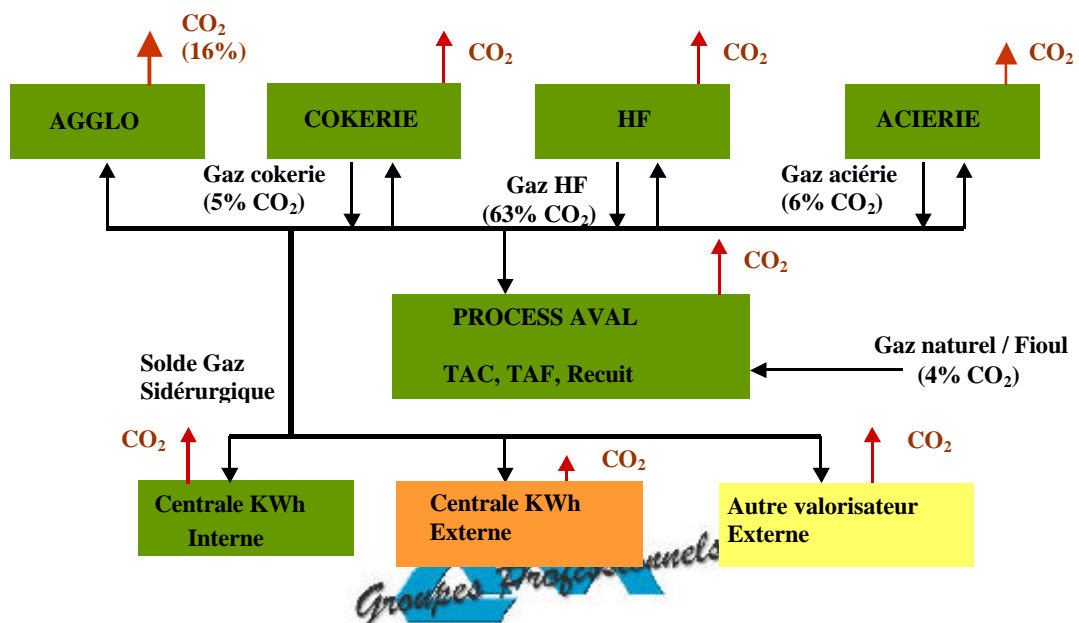 CO₂
(16%)
CO₂
CO₂
CO₂
AGGLO
COKERIE
HF
ACIERIE
Gaz cokerie
(5% CO₂)
Gaz HF
(63% CO₂)
Gaz aciérie
(6% CO₂)
CO₂
PROCESS AVAL
TAC, TAF, Recuit
Gaz naturel / Fioul
(4% CO₂)
Solde Gaz
Sidérurgique
CO₂
CO₂
CO₂
Centrale KWh
Interne
Centrale KWh
Externe
Autre valorisateur
Externe
Groupes Professionnels